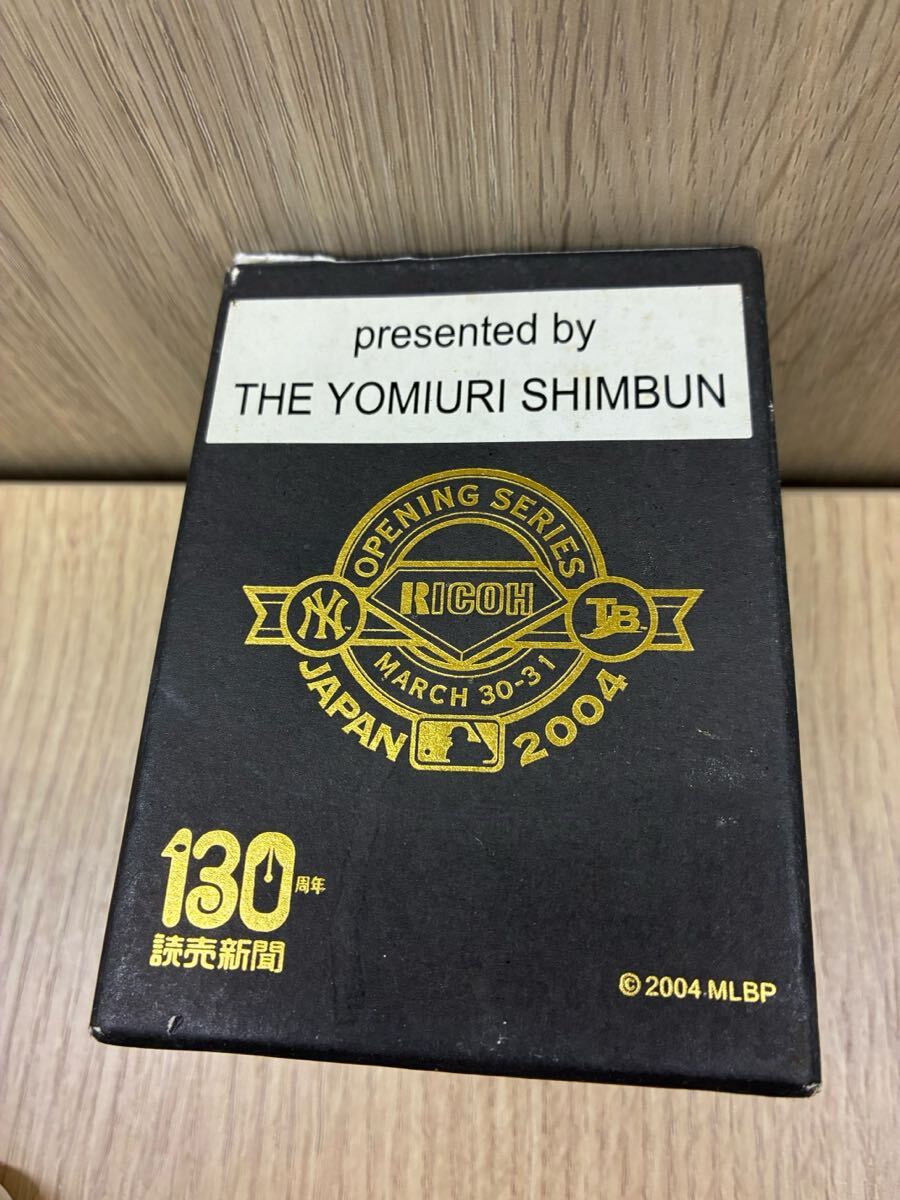 presented by
THE YOMIURI SHIMBUN
OPENING SERIES
RICOH
NY
TB
MARCH 30-31
JAPAN 2004
130周年
読売新聞
© 2004 MLBP